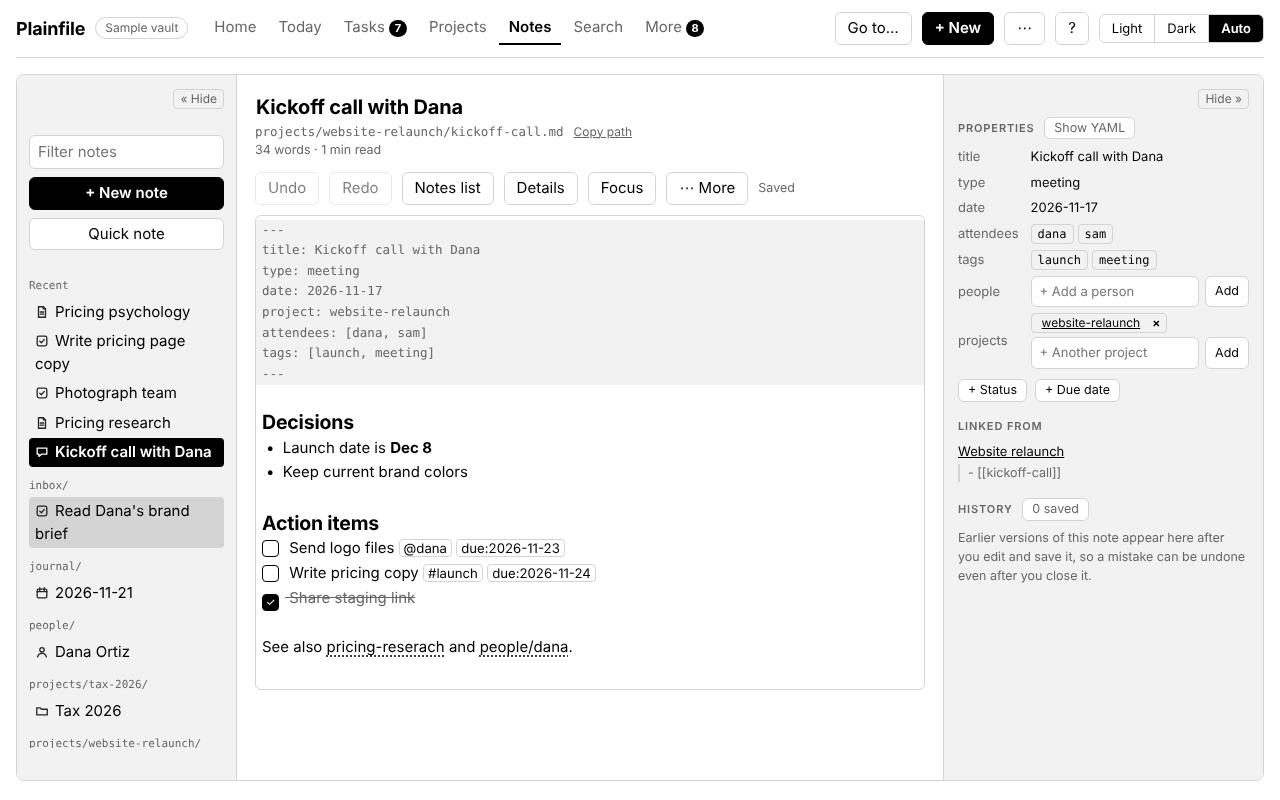 Plainfile Sample vault Home Today Tasks 7 Projects Notes Search More 8 Go to... + New ⋯ ? Light Dark Auto
« Hide
Filter notes
+ New note
Quick note
Recent
Pricing psychology
Write pricing page
copy
Photograph team
Pricing research
Kickoff call with Dana
inbox/
Read Dana's brand
brief
journal/
2026-11-21
people/
Dana Ortiz
projects/tax-2026/
Tax 2026
projects/website-relaunch/
Kickoff call with Dana
projects/website-relaunch/kickoff-call.md Copy path
34 words · 1 min read
Undo Redo Notes list Details Focus ⋯ More Saved
---
title: Kickoff call with Dana
type: meeting
date: 2026-11-17
project: website-relaunch
attendees: [dana, sam]
tags: [launch, meeting]
---
Decisions
• Launch date is Dec 8
• Keep current brand colors
Action items
Send logo files @dana due:2026-11-23
Write pricing copy #launch due:2026-11-24
Share staging link
See also pricing-reserach and people/dana.
Hide »
PROPERTIES Show YAML
title Kickoff call with Dana
type meeting
date 2026-11-17
attendees dana sam
tags launch meeting
people + Add a person Add
projects website-relaunch ×
+ Another project Add
+ Status + Due date
LINKED FROM
Website relaunch
- [[kickoff-call]]
HISTORY 0 saved
Earlier versions of this note appear here after
you edit and save it, so a mistake can be undone
even after you close it.